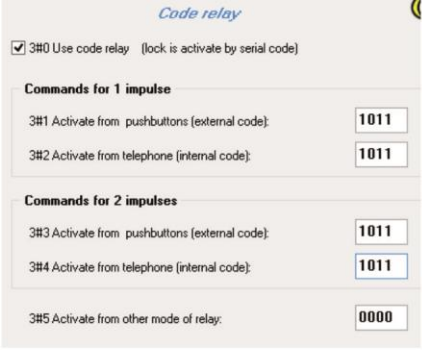 Code relay
3#0 Use code relay (lock is activate by serial code)
Commands for 1 impulse
3#1 Activate from pushbuttons (external code): 1011
3#2 Activate from telephone (internal code): 1011
Commands for 2 impulses
3#3 Activate from pushbuttons (external code): 1011
3#4 Activate from telephone (internal code): 1011
3#5 Activate from other mode of relay: 0000